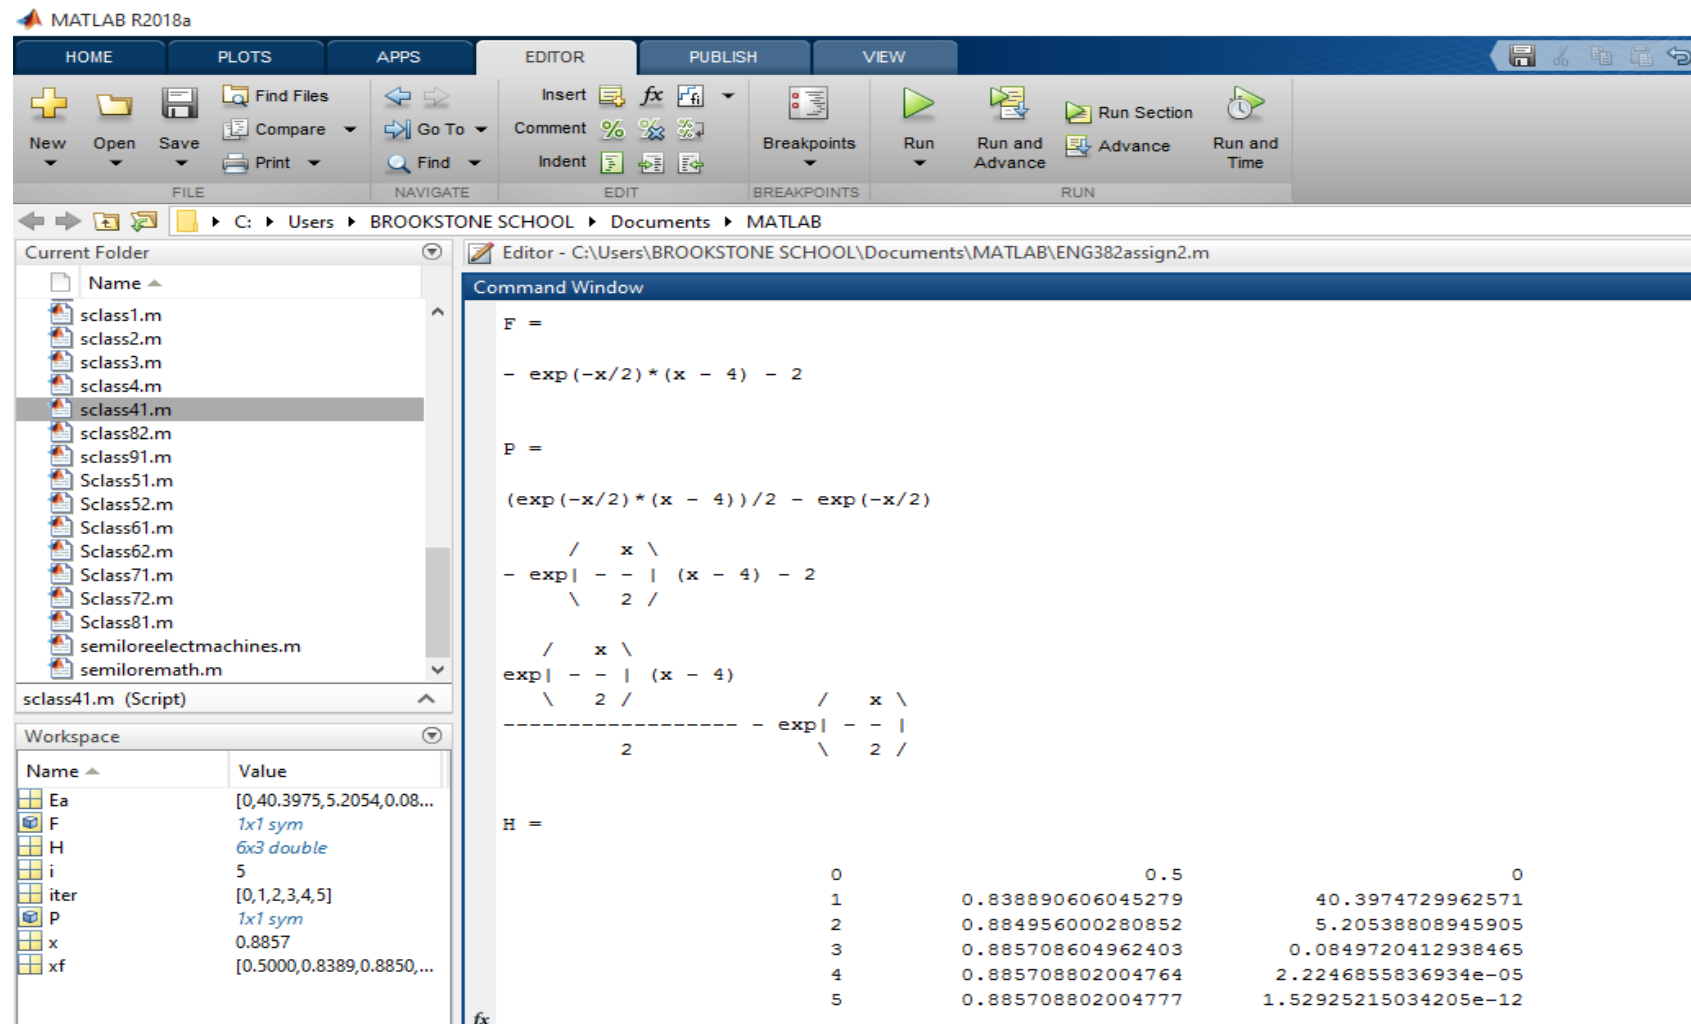 MATLAB R2018a
HOME PLOTS APPS EDITOR PUBLISH VIEW
New Open Save Find Files Compare Print Go To Find Insert fx fi Comment Indent Breakpoints Run Run and Advance Run Section Advance Run and Time
FILE NAVIGATE EDIT BREAKPOINTS RUN
C: Users BROOKSTONE SCHOOL Documents MATLAB
Current Folder
Name
sclass1.m
sclass2.m
sclass3.m
sclass4.m
sclass41.m
sclass82.m
sclass91.m
Sclass51.m
Sclass52.m
Sclass61.m
Sclass62.m
Sclass71.m
Sclass72.m
Sclass81.m
semiloreelectmachines.m
semiloremath.m
sclass41.m (Script)
Workspace
Name Value
Ea [0,40.3975,5.2054,0.08...
F 1x1 sym
H 6x3 double
i 5
iter [0,1,2,3,4,5]
P 1x1 sym
x 0.8857
xf [0.5000,0.8389,0.8850,...
Editor - C:\Users\BROOKSTONE SCHOOL\Documents\MATLAB\ENG382assign2.m
Command Window
F =
- exp(-x/2)*(x - 4) - 2
P =
(exp(-x/2)*(x - 4))/2 - exp(-x/2)
/ x \
- exp| - - | (x - 4) - 2
\ 2 /
/ x \
exp| - - | (x - 4)
\ 2 / / x \
------------------ - exp| - - |
2 \ 2 /
H =
0 0.5 0
1 0.838890606045279 40.3974729962571
2 0.884956000280852 5.20538808945905
3 0.885708604962403 0.0849720412938465
4 0.885708802004764 2.2246855836934e-05
5 0.885708802004777 1.52925215034205e-12
fx